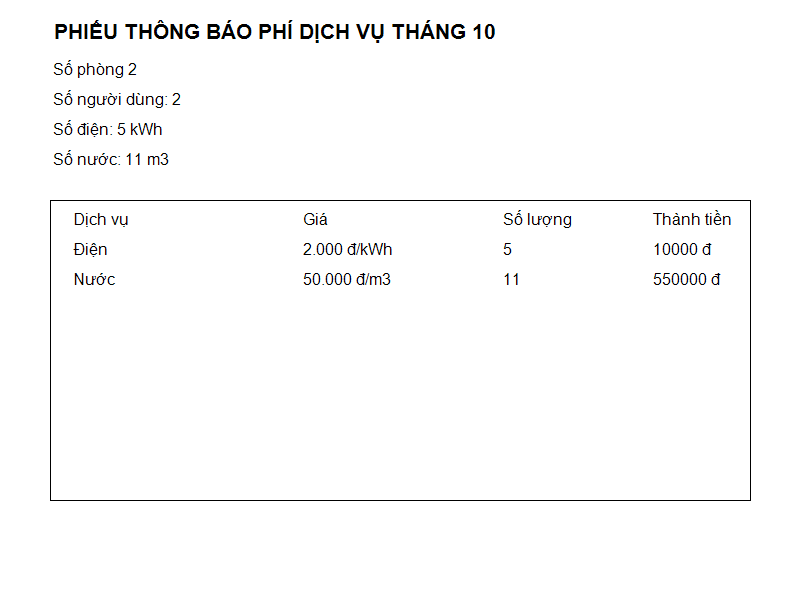 PHIẾU THÔNG BÁO PHÍ DỊCH VỤ THÁNG 10
Số phòng 2
Số người dùng: 2
Số điện: 5 kWh
Số nước: 11 m3
Dịch vụ Giá Số lượng Thành tiền
Điện 2.000 đ/kWh 5 10000 đ
Nước 50.000 đ/m3 11 550000 đ